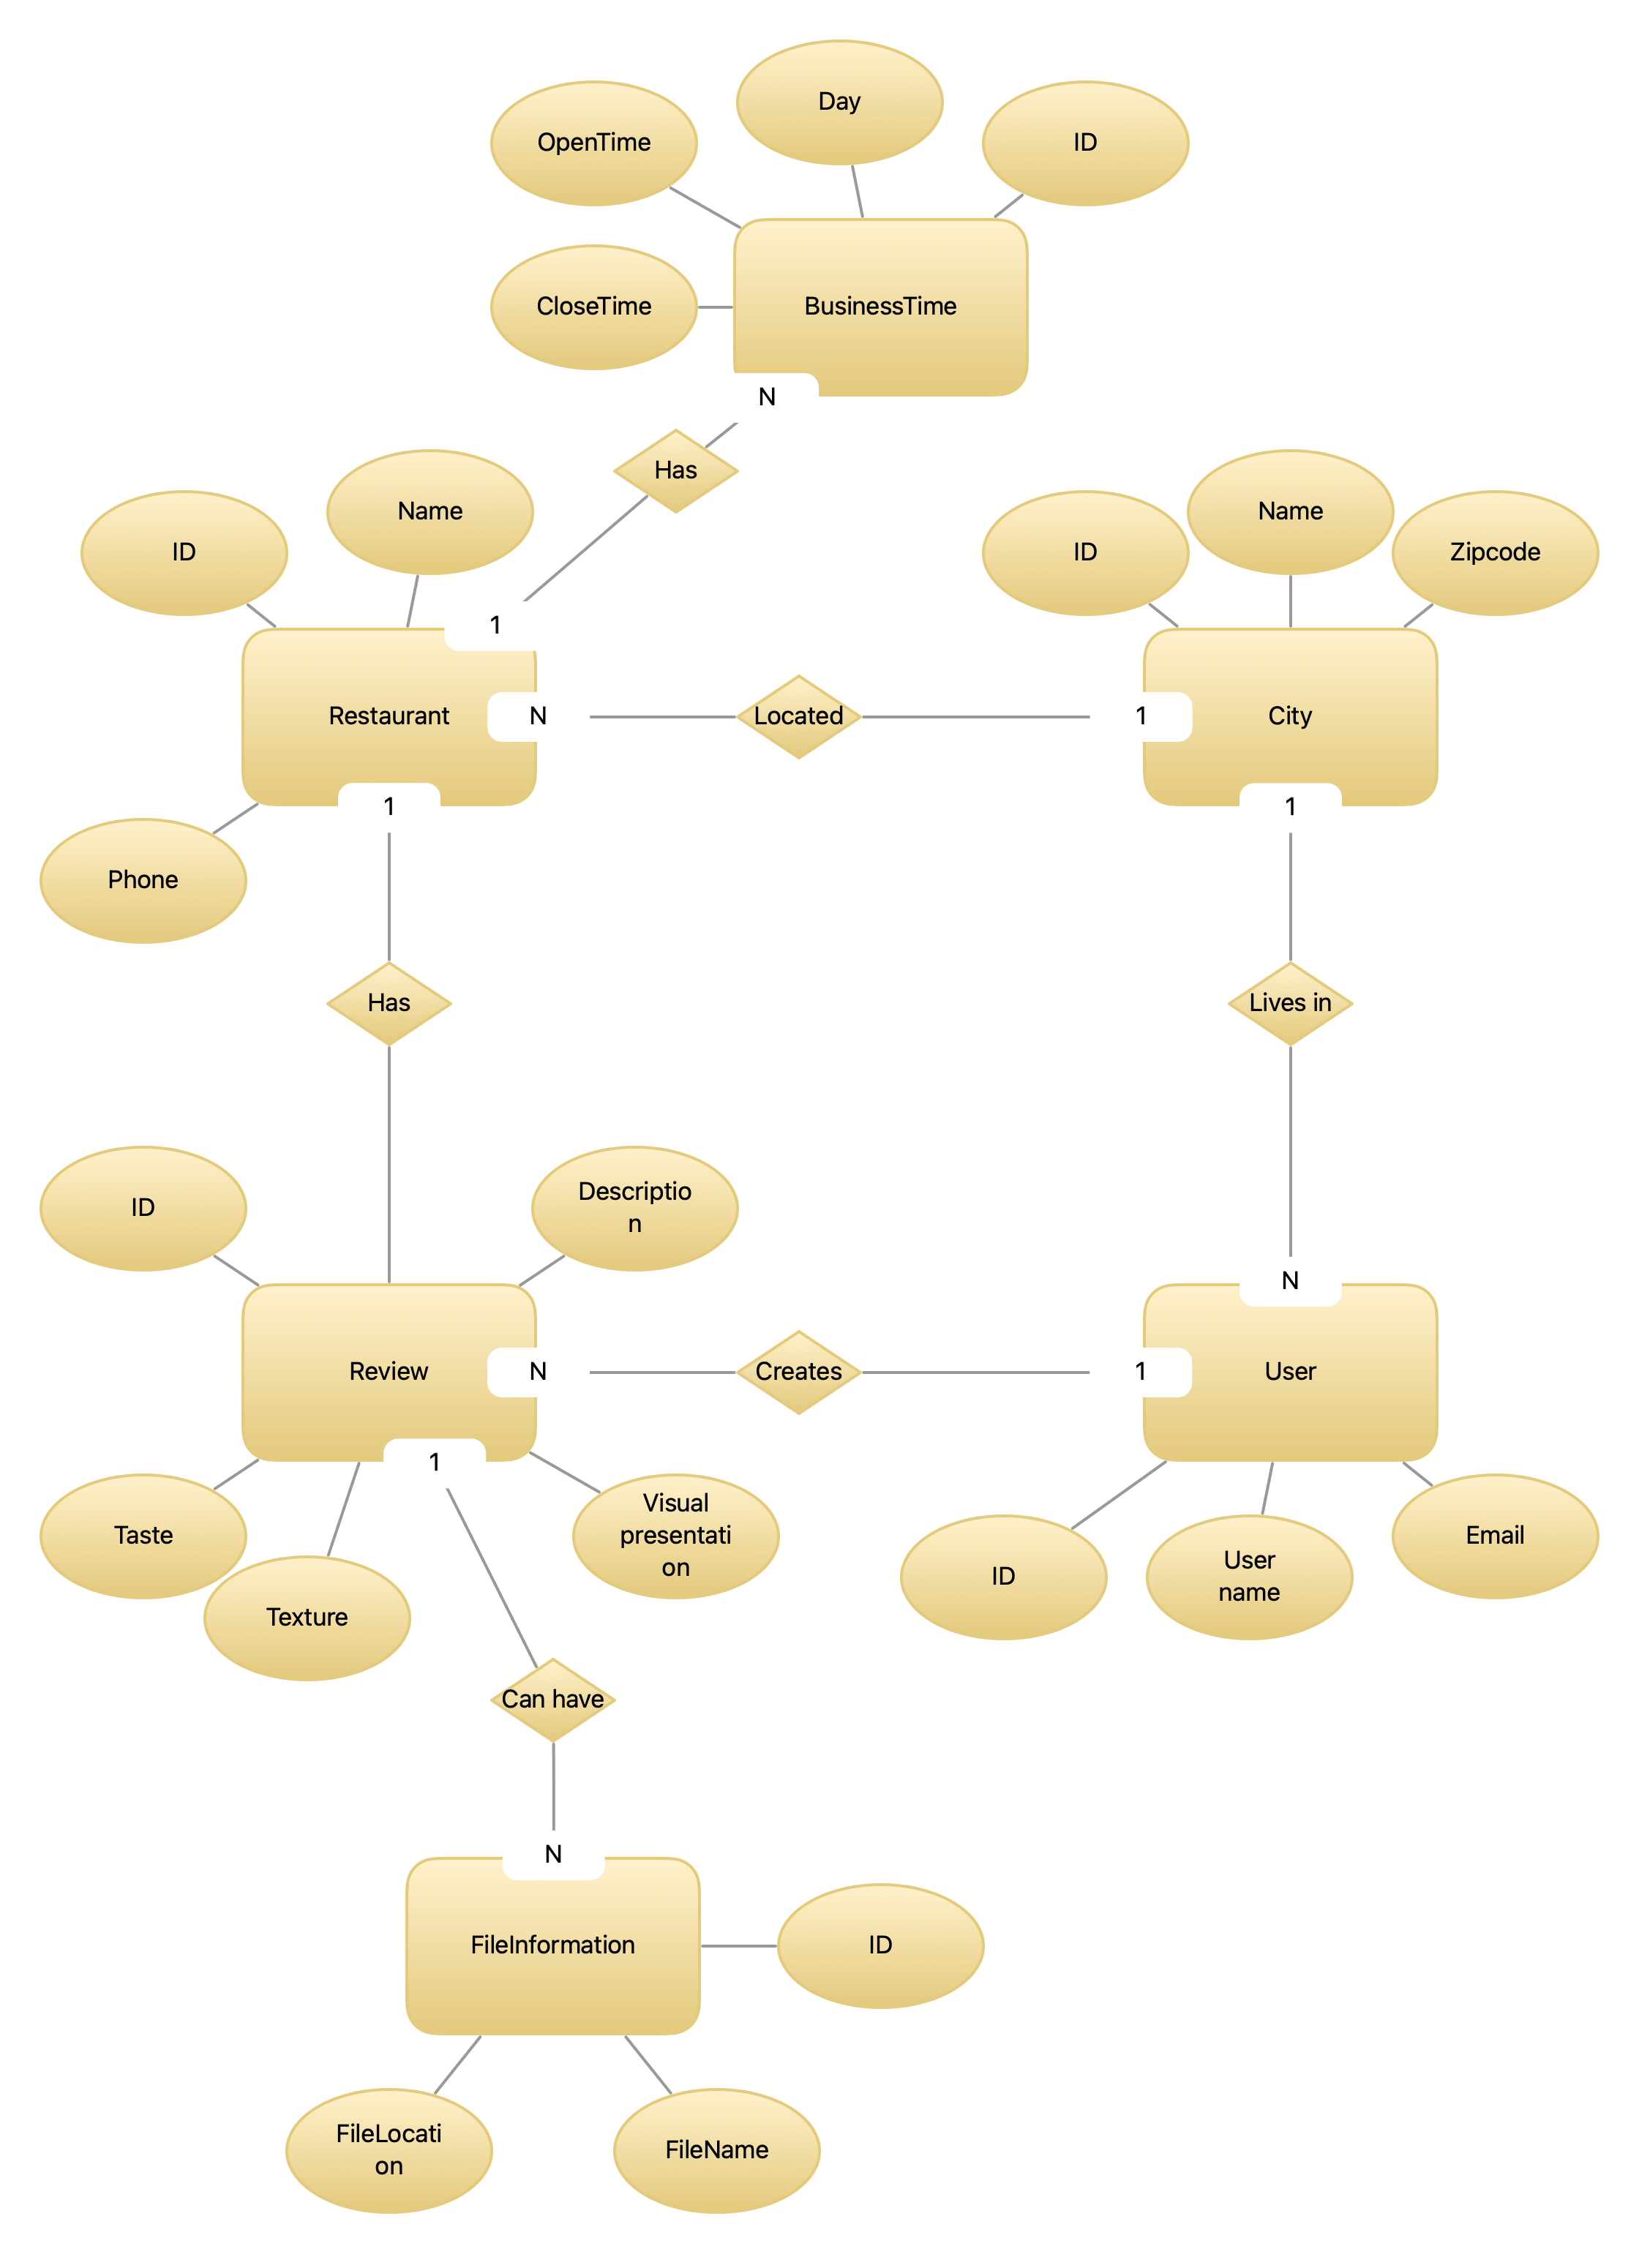 Day
OpenTime
ID
CloseTime
BusinessTime
N
Has
Name
Name
ID
ID
Zipcode
1
Restaurant
N
Located
1
City
1
1
Phone
Has
Lives in
ID
Descriptio
n
N
Review
N
Creates
1
User
1
Visual
presentati
on
Taste
Email
User
name
ID
Texture
Can have
N
FileInformation
ID
FileLocati
on
FileName